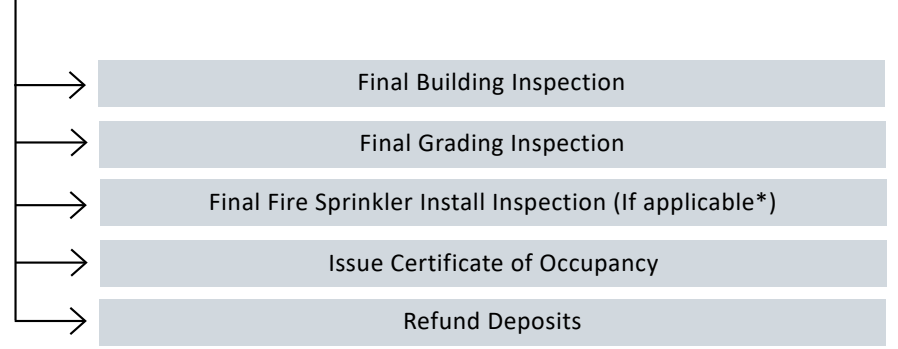 Final Building Inspection
Final Grading Inspection
Final Fire Sprinkler Install Inspection (If applicable*)
Issue Certificate of Occupancy
Refund Deposits